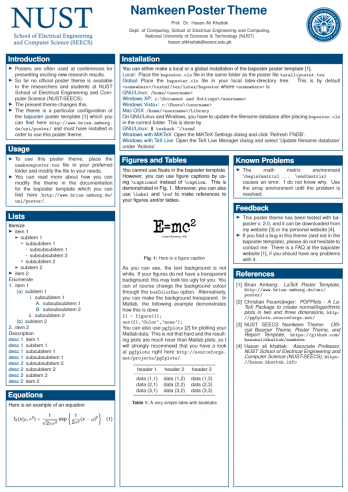 NUST
School of Electrical Engineering
and Computer Science (SEECS)
Namkeen Poster Theme
Prof. Dr. Hasan Ali Khattak
Dept. of Computing, School of Electrical Engineering and Computing
National University of Sciences & Technology (NUST)
hasan.alikhattak@seecs.edu.pk
Introduction
Posters are often used at conferences for
presenting exciting new research results.
So far no official poster theme is available
to the researchers and students at NUST
School of Electrical Engineering and Com-
puter Science (NUST-SEECS).
The present theme changes this.
The theme is a particular configuration
of the baposter poster template [1] which you
can find here http://www.brian-amberg.
de/uni/poster/ and must have installed in
order to use this poster theme.
Usage
To use this poster theme, place the
namkeenposter.tex file in your preferred
folder and modify the file to your needs.
You can read more about how you can
modify the theme in the documentation
for the baposter template which you can
find here http://www.brian-amberg.de/
uni/poster/.
Lists
Itemize
item 1
subitem 1
subsubitem 1
subsubsubitem 1
subsubsubitem 2
subsubitem 2
subitem 2
item 2
Enumerate
1. item 1
(a) subitem 1
i. subsubitem 1
A. subsubsubitem 1
B. subsubsubitem 2
ii. subsubitem 2
(b) subitem 2
2. item 2
Description
desc 1 item 1
desc 1 subitem 1
desc 1 subsubitem 1
desc 1 subsubsubitem 1
desc 2 subsubsubitem 2
desc 2 subsubitem 2
desc 2 subitem 2
desc 2 item 2
Equations
Here is an example of an equation
(1)
Installation
You can either make a local or a global installation of the baposter poster template [1].
Local: Place the baposter.cls file in the same folder as the poster file smallposter.tex
Global: Place the baposter.cls file in your local latex-directory tree. This is by default
<somewhere>/texmf/tex/latex/baposter where <somewhere> is
GNU/Linux: /home/<username>
Windows XP: c:\Document and Settings\<username>
Windows Vista: c:\Users\<username>
Mac OSX: /home/<username>/Library
On GNU/Linux and Windows, you have to update the filename database after placing baposter.cls
in the correct folder. This is done by
GNU/Linux: $ texhash ~/texmf
Windows with MiKTeX: Open the MiKTeX Settings dialog and click 'Refresh FNDB'.
Windows with TeX Live: Open the TeX Live Manager dialog and select 'Update filename database'
under 'Actions'.
Figures and Tables
You cannot use floats in the baposter template.
However, you can use figure captions by us-
ing \captionof instead of \caption. This is
demonstrated in Fig. 1. Moreover, you can also
use \label and \ref to make references to
your figures and/or tables.
E=mc²
Fig. 1: Here is a figure caption
As you can see, the text background is not
white. If your figures do not have a transparent
background, this may look too ugly for you. You
can of course change the background colour
through the boxColorOne option. Alternatively,
you can make the background transparent. In
Matlab, the following example demonstrates
how this is done
f1 = figure(1);
set(f1,'Color','none');
You can also use pgfplots [2] for plotting your
Matlab data. This is not that hard and the result-
ing plots are much nicer than Matlab plots, so I
will strongly recommend that you have a look
at pgfplots right here http://sourceforge.
net/projects/pgfplots/.
header 1 header 2 header 3
data (1,1) data (1,2) data (1,3)
data (2,1) data (2,2) data (2,3)
data (3,1) data (3,2) data (3,3)
Table 1: A very simple table with booktabs
Known Problems
The math matrix environment
(\begin{matrix} ... \end{matrix})
causes an error. I do not know why. Use
the array environment until the problem is
resolved.
Feedback
This poster theme has been tested with ba-
poster v. 2.0, and it can be downloaded from
my website [3] or my personal website [4].
If you find a bug in this theme (and not in the
baposter template), please do not hesitate to
contact me. There is a FAQ at the baposter
website [1], if you should have any problems
with it.
References
[1] Brian Amberg: LaTeX Poster Template,
http://www.brian-amberg.de/uni/
poster/
[2] Christian Feuersänger: PGFPlots - A La-
TeX Package to create normal/logarithmic
plots in two and three dimensions, http:
//pgfplots.sourceforge.net/
[3] NUST SEECS Namkeen Theme: Offi-
cial Beamer Theme, Poster Theme, and
Report Template, https://github.com/
[4] Hasan ali khattak: Associate Professor,
NUST School of Electrical Engineering and
Computer Science (NUST-SEECS), https:
//hasan.khattak.info